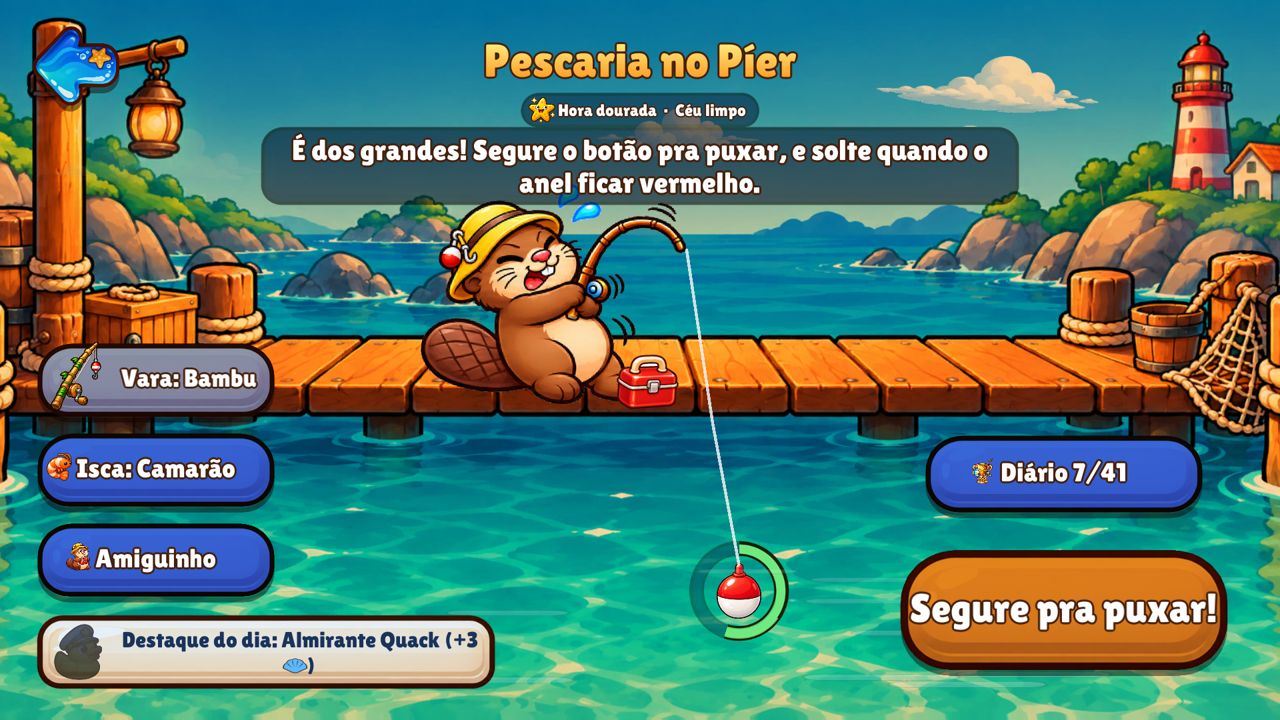 Pescaria no Píer
Hora dourada · Céu limpo
É dos grandes! Segure o botão pra puxar, e solte quando o
anel ficar vermelho.
Vara: Bambu
Isca: Camarão
Amiguinho
Destaque do dia: Almirante Quack (+3
)
Diário 7/41
Segure pra puxar!